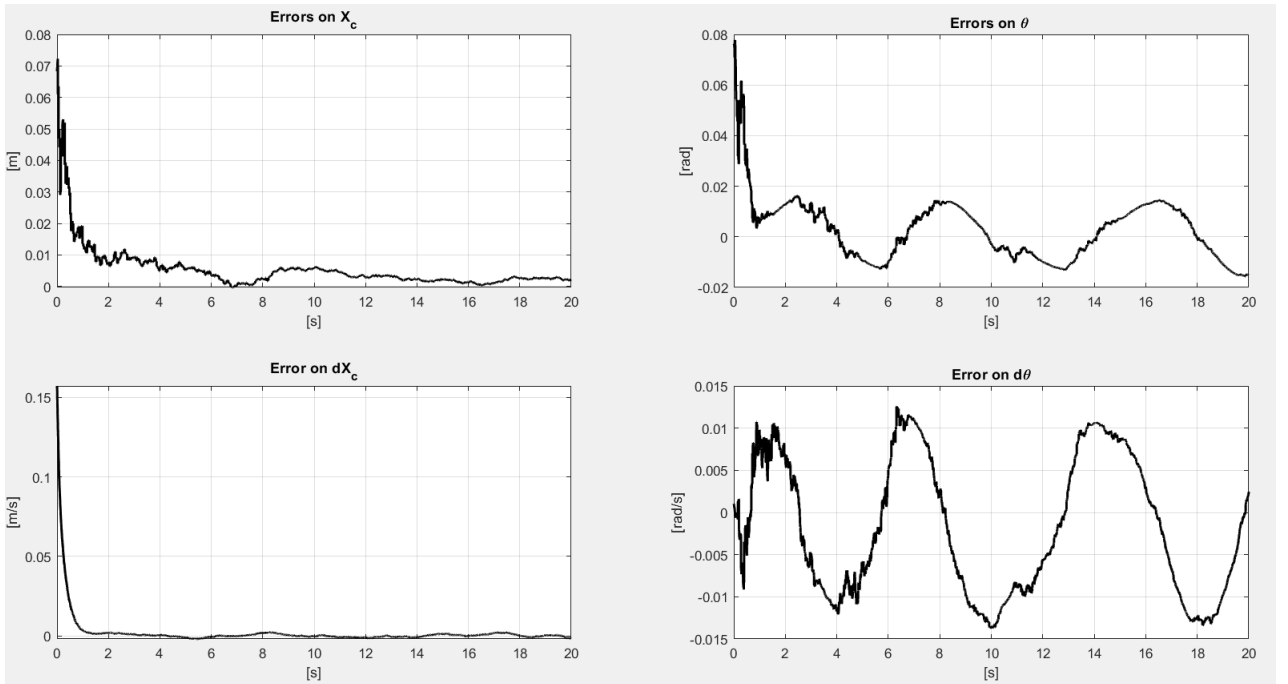 Errors on X_c
0.08
0.07
0.06
0.05
0.04
0.03
0.02
0.01
0
[m]
0 2 4 6 8 10 12 14 16 18 20
[s]
Errors on θ
0.08
0.06
0.04
0.02
0
-0.02
[rad]
0 2 4 6 8 10 12 14 16 18 20
[s]
Error on dX_c
0.15
0.1
0.05
0
[m/s]
0 2 4 6 8 10 12 14 16 18 20
[s]
Error on dθ
0.015
0.01
0.005
0
-0.005
-0.01
-0.015
[rad/s]
0 2 4 6 8 10 12 14 16 18 20
[s]